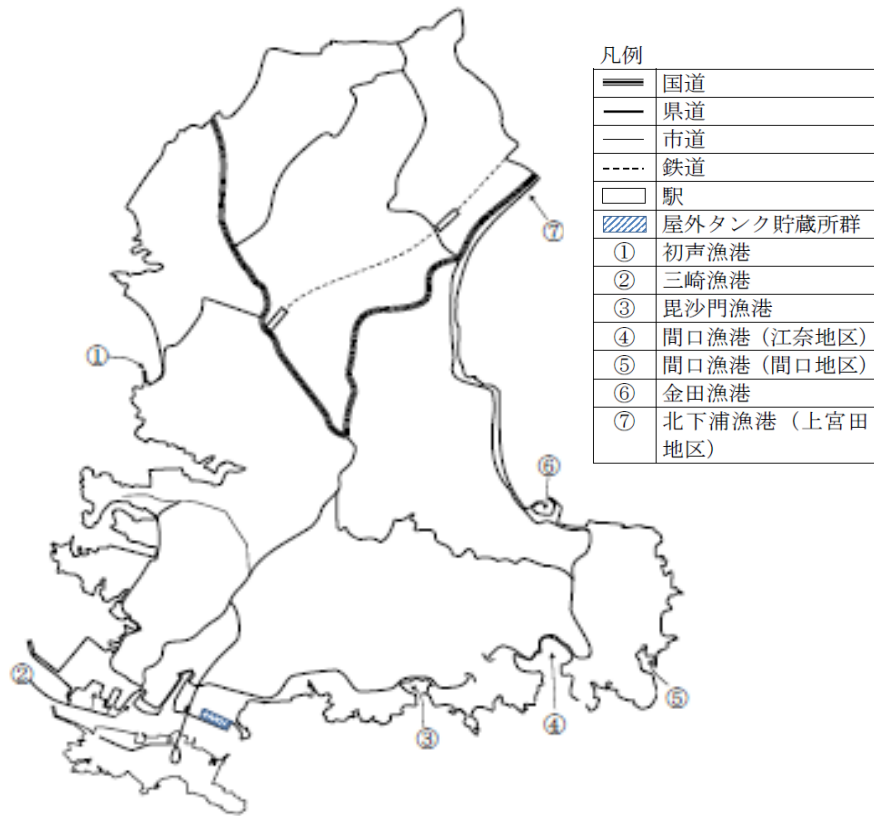 凡例
国道
県道
市道
鉄道
駅
屋外タンク貯蔵所群
① 初声漁港
② 三崎漁港
③ 毘沙門漁港
④ 間口漁港(江奈地区)
⑤ 間口漁港(間口地区)
⑥ 金田漁港
⑦ 北下浦漁港(上宮田
地区)
⑦
①
⑥
②
⑤
④
③